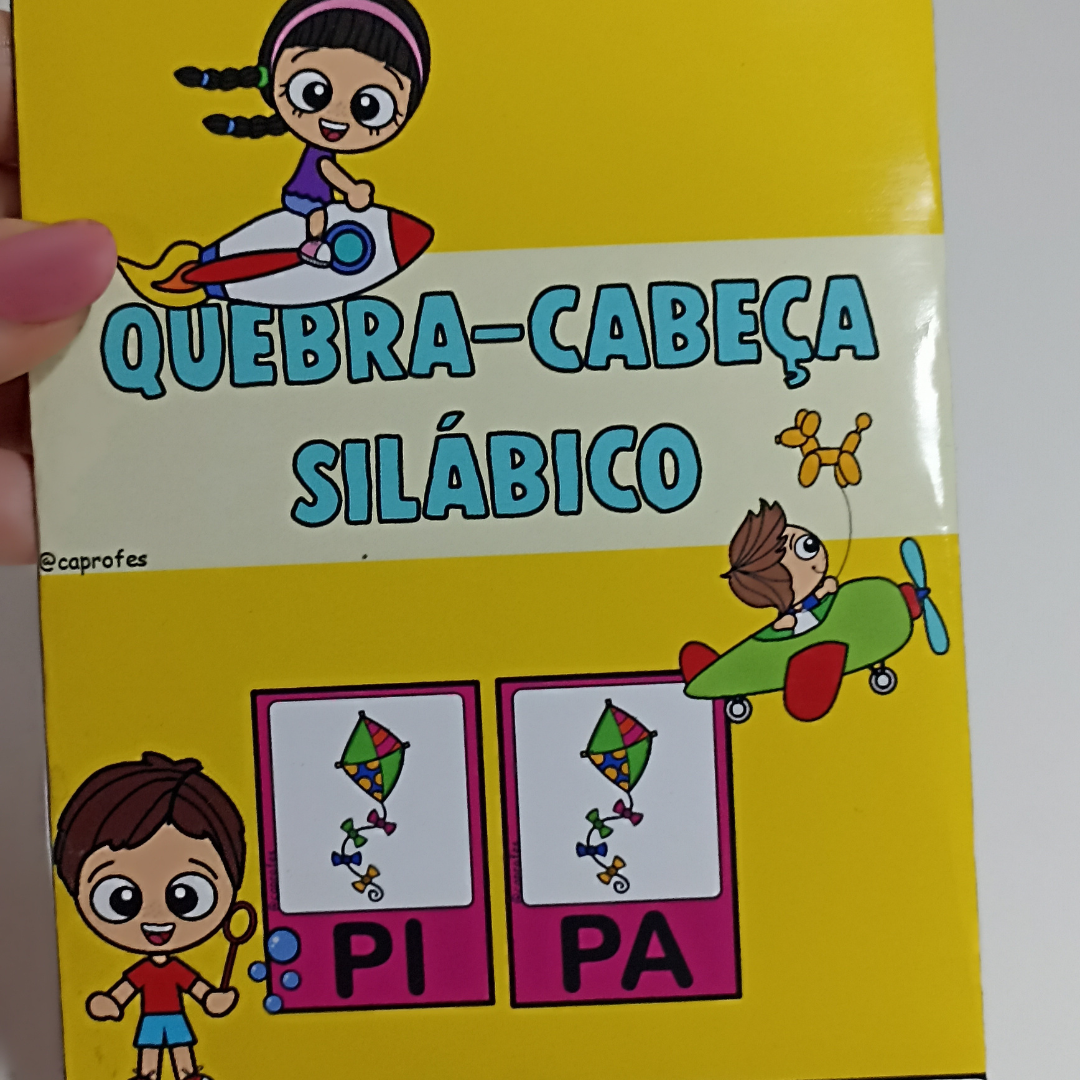 QUEBRA-CABEÇA
SILÁBICO
@caprofes
PI PA